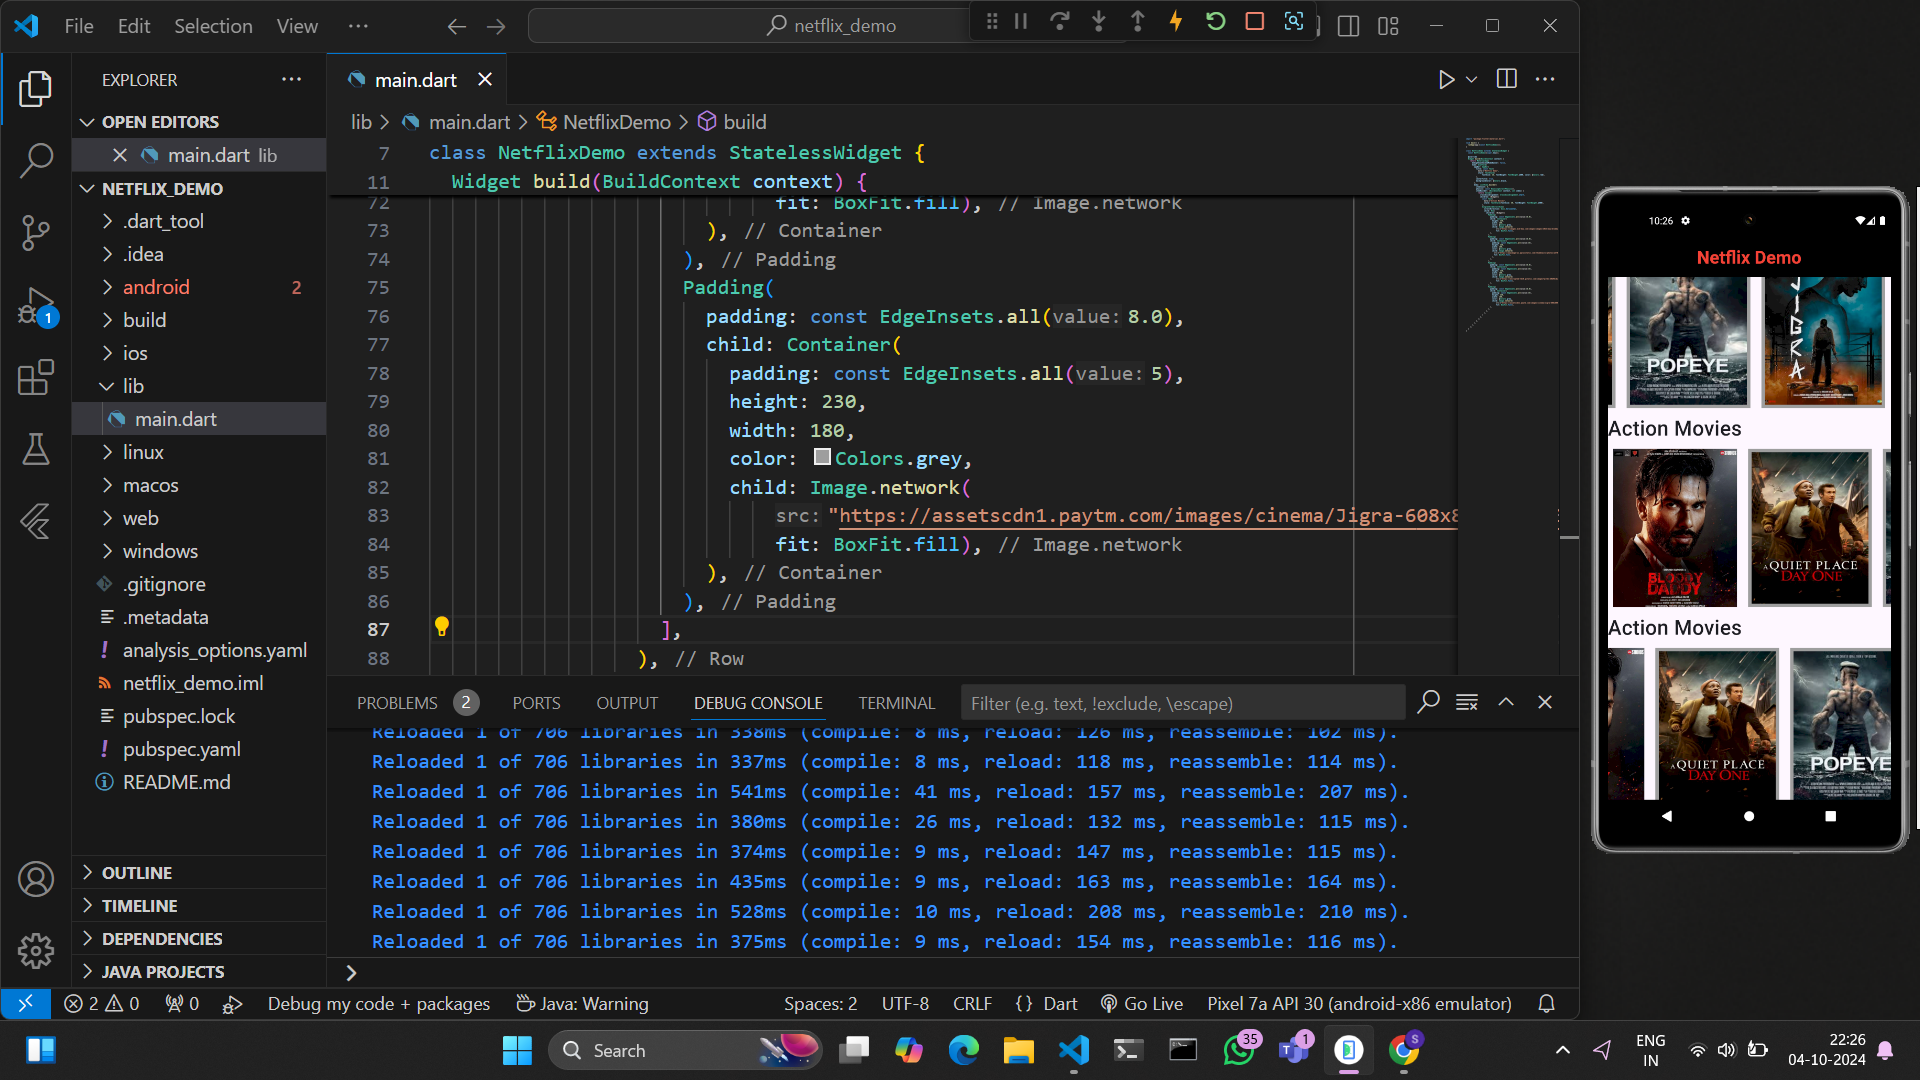 File Edit Selection View ···
netflix_demo
EXPLORER
OPEN EDITORS
main.dart lib
NETFLIX_DEMO
.dart_tool
.idea
android 2
build
ios
lib
main.dart
linux
macos
web
windows
.gitignore
.metadata
analysis_options.yaml
netflix_demo.iml
pubspec.lock
pubspec.yaml
README.md
OUTLINE
TIMELINE
DEPENDENCIES
JAVA PROJECTS
1
main.dart
lib > main.dart > NetflixDemo > build
7 class NetflixDemo extends StatelessWidget {
11 Widget build(BuildContext context) {
72 fit: BoxFit.fill), // Image.network
73 ), // Container
74 ), // Padding
75 Padding(
76 padding: const EdgeInsets.all(value: 8.0),
77 child: Container(
78 padding: const EdgeInsets.all(value: 5),
79 height: 230,
80 width: 180,
81 color: Colors.grey,
82 child: Image.network(
83 src: "https://assetscdn1.paytm.com/images/cinema/Jigra-608x8
84 fit: BoxFit.fill), // Image.network
85 ), // Container
86 ), // Padding
87 ],
88 ), // Row
PROBLEMS 2 PORTS OUTPUT DEBUG CONSOLE TERMINAL Filter (e.g. text, !exclude, \escape)
Reloaded 1 of 706 libraries in 338ms (compile: 8 ms, reload: 126 ms, reassemble: 102 ms).
Reloaded 1 of 706 libraries in 337ms (compile: 8 ms, reload: 118 ms, reassemble: 114 ms).
Reloaded 1 of 706 libraries in 541ms (compile: 41 ms, reload: 157 ms, reassemble: 207 ms).
Reloaded 1 of 706 libraries in 380ms (compile: 26 ms, reload: 132 ms, reassemble: 115 ms).
Reloaded 1 of 706 libraries in 374ms (compile: 9 ms, reload: 147 ms, reassemble: 115 ms).
Reloaded 1 of 706 libraries in 435ms (compile: 9 ms, reload: 163 ms, reassemble: 164 ms).
Reloaded 1 of 706 libraries in 528ms (compile: 10 ms, reload: 208 ms, reassemble: 210 ms).
Reloaded 1 of 706 libraries in 375ms (compile: 9 ms, reload: 154 ms, reassemble: 116 ms).
2 0 0 Debug my code + packages Java: Warning Spaces: 2 UTF-8 CRLF {} Dart Go Live Pixel 7a API 30 (android-x86 emulator)
10:26
Netflix Demo
POPEYE
IGRA
Action Movies
BLOODY DADDY
A QUIET PLACE
DAY ONE
Action Movies
A QUIET PLACE
DAY ONE
POPEYE
Search
35
1
S
ENG
IN
22:26
04-10-2024